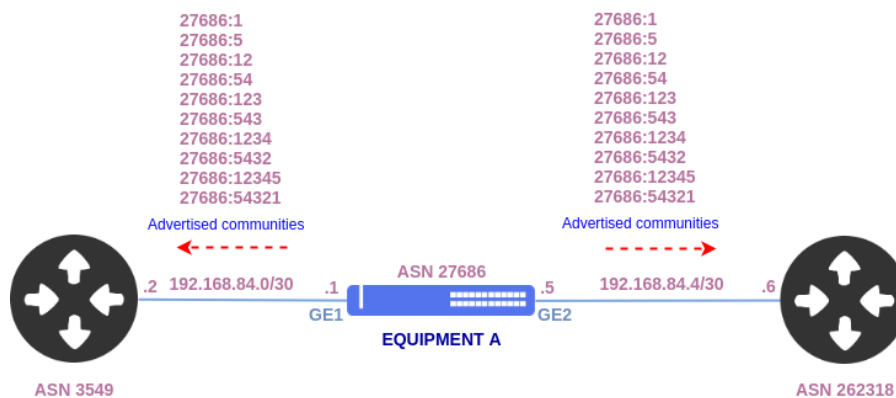 27686:1
27686:5
27686:12
27686:54
27686:123
27686:543
27686:1234
27686:5432
27686:12345
27686:54321
Advertised communities
27686:1
27686:5
27686:12
27686:54
27686:123
27686:543
27686:1234
27686:5432
27686:12345
27686:54321
Advertised communities
ASN 27686
.2 192.168.84.0/30 .1
.5 192.168.84.4/30 .6
GE1
GE2
EQUIPMENT A
ASN 3549
ASN 262318